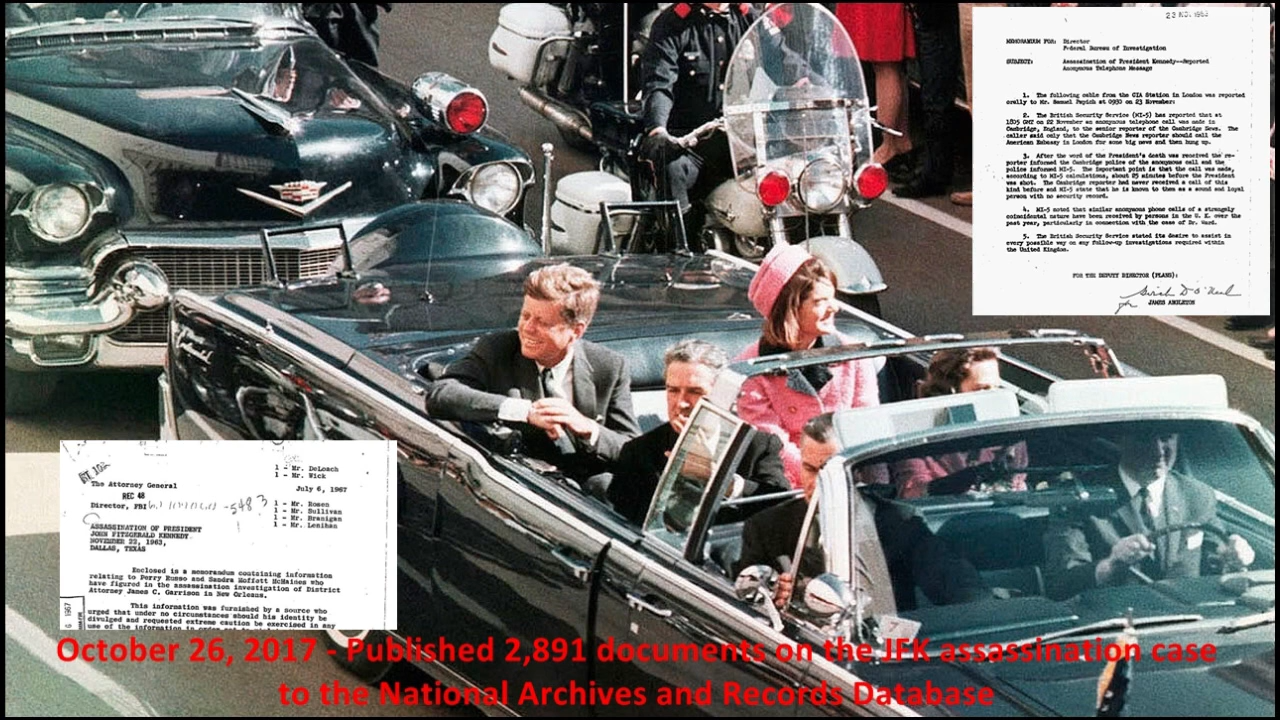 23 NOV 1963
MEMORANDUM FOR: Director
Federal Bureau of Investigation
SUBJECT: Assassination of President Kennedy--Reported
Anonymous Telephone Message
1. The following cable from the CIA Station in London was reported
orally to Mr. Samuel Papich at 0930 on 23 November:
2. The British Security Service (MI-5) has reported that at
1805 GMT on 22 November an anonymous telephone call was made in
Cambridge, England, to the senior reporter of the Cambridge News. The
caller said only that the Cambridge News reporter should call the
American Embassy in London for some big news and then hung up.
3. After the word of the President's death was received the re-
porter informed the Cambridge police of the anonymous call and the
police informed MI-5. The important point is that the call was made,
according to MI-5 calculations, about 25 minutes before the President
was shot. The Cambridge reporter had never received a call of this
kind before and MI-5 state that he is known to them as a sound and loyal
person with no security record.
4. MI-5 noted that similar anonymous phone calls of a strangely
coincidental nature have been received by persons in the U. K. over the
past year, particularly in connection with the case of Dr. Ward.
5. The British Security Service stated its desire to assist in
every possible way on any follow-up investigations required within
the United Kingdom.
FOR THE DEPUTY DIRECTOR (PLANS):
for JAMES ANGLETON
1 - Mr. DeLoach
1 - Mr. Wick
The Attorney General
July 6, 1967
REC 48
Director, FBI
-5483
1 - Mr. Rosen
1 - Mr. Sullivan
1 - Mr. Branigan
1 - Mr. Lenihan
ASSASSINATION OF PRESIDENT
JOHN FITZGERALD KENNEDY
NOVEMBER 22, 1963,
DALLAS, TEXAS
Enclosed is a memorandum containing information
relating to Perry Russo and Sandra Moffett McMaines who
have figured in the assassination investigation of District
Attorney James C. Garrison in New Orleans.
This information was furnished by a source who
urged that under no circumstances should his identity be
divulged and requested extreme caution be exercised in any
use of the information in order not to
1967
October 26, 2017 - Published 2,891 documents on the JFK assassination case
to the National Archives and Records Database